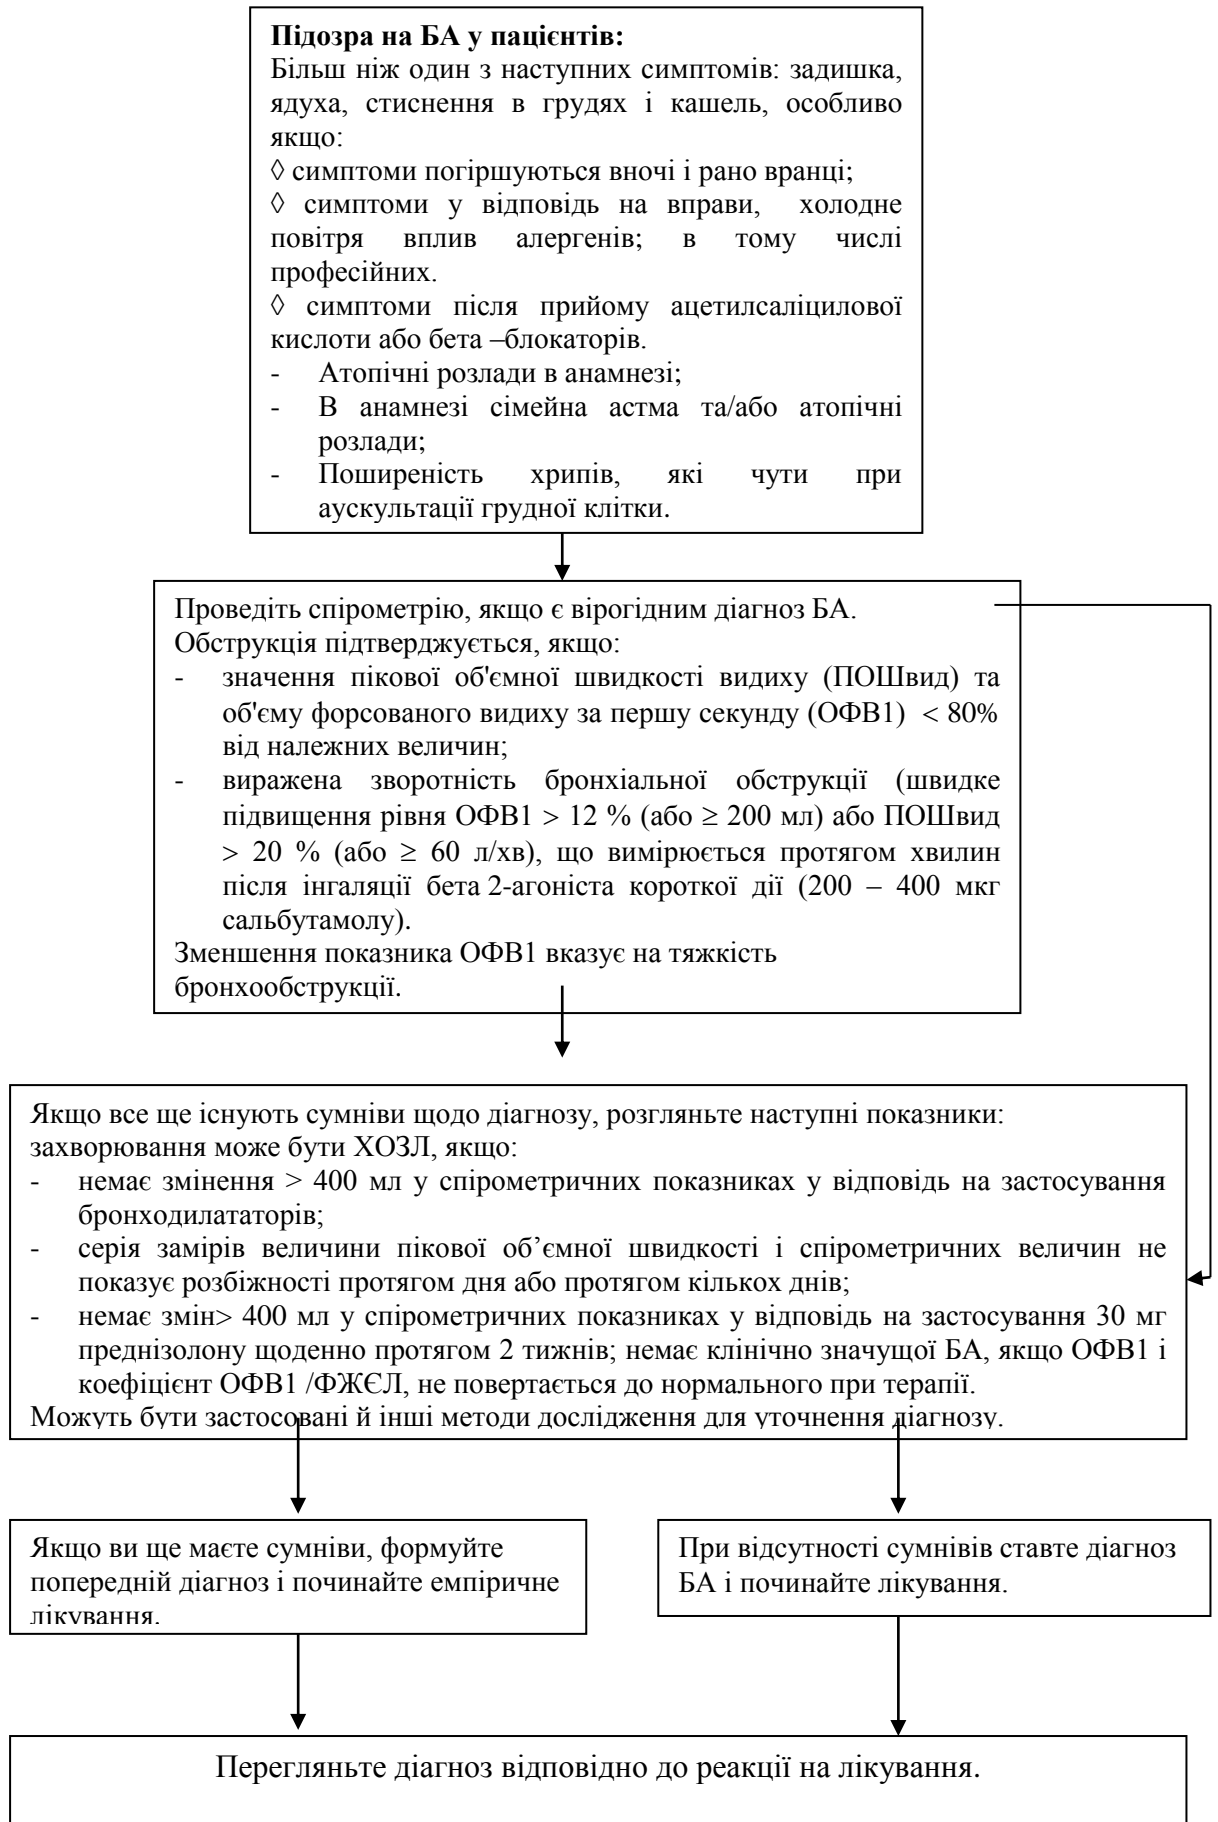 Підозра на БА у пацієнтів:
Більш ніж один з наступних симптомів: задишка,
ядуха, стиснення в грудях і кашель, особливо
якщо:
◊ симптоми погіршуються вночі і рано вранці;
◊ симптоми у відповідь на вправи, холодне
повітря вплив алергенів; в тому числі
професійних.
◊ симптоми після прийому ацетилсаліцилової
кислоти або бета –блокаторів.
- Атопічні розлади в анамнезі;
- В анамнезі сімейна астма та/або атопічні
розлади;
- Поширеність хрипів, які чути при
аускультації грудної клітки.
Проведіть спірометрію, якщо є вірогідним діагноз БА.
Обструкція підтверджується, якщо:
- значення пікової об'ємної швидкості видиху (ПОШвид) та
об'єму форсованого видиху за першу секунду (ОФВ1) < 80%
від належних величин;
- виражена зворотність бронхіальної обструкції (швидке
підвищення рівня ОФВ1 > 12 % (або ≥ 200 мл) або ПОШвид
> 20 % (або ≥ 60 л/хв), що вимірюється протягом хвилин
після інгаляції бета 2-агоніста короткої дії (200 – 400 мкг
сальбутамолу).
Зменшення показника ОФВ1 вказує на тяжкість
бронхообструкції.
Якщо все ще існують сумніви щодо діагнозу, розгляньте наступні показники:
захворювання може бути ХОЗЛ, якщо:
- немає змінення > 400 мл у спірометричних показниках у відповідь на застосування
бронходилататорів;
- серія замірів величини пікової об’ємної швидкості і спірометричних величин не
показує розбіжності протягом дня або протягом кількох днів;
- немає змін> 400 мл у спірометричних показниках у відповідь на застосування 30 мг
преднізолону щоденно протягом 2 тижнів; немає клінічно значущої БА, якщо ОФВ1 і
коефіцієнт ОФВ1 /ФЖЄЛ, не повертається до нормального при терапії.
Можуть бути застосовані й інші методи дослідження для уточнення діагнозу.
Якщо ви ще маєте сумніви, формуйте
попередній діагноз і починайте емпіричне
лікування.
При відсутності сумнівів ставте діагноз
БА і починайте лікування.
Перегляньте діагноз відповідно до реакції на лікування.